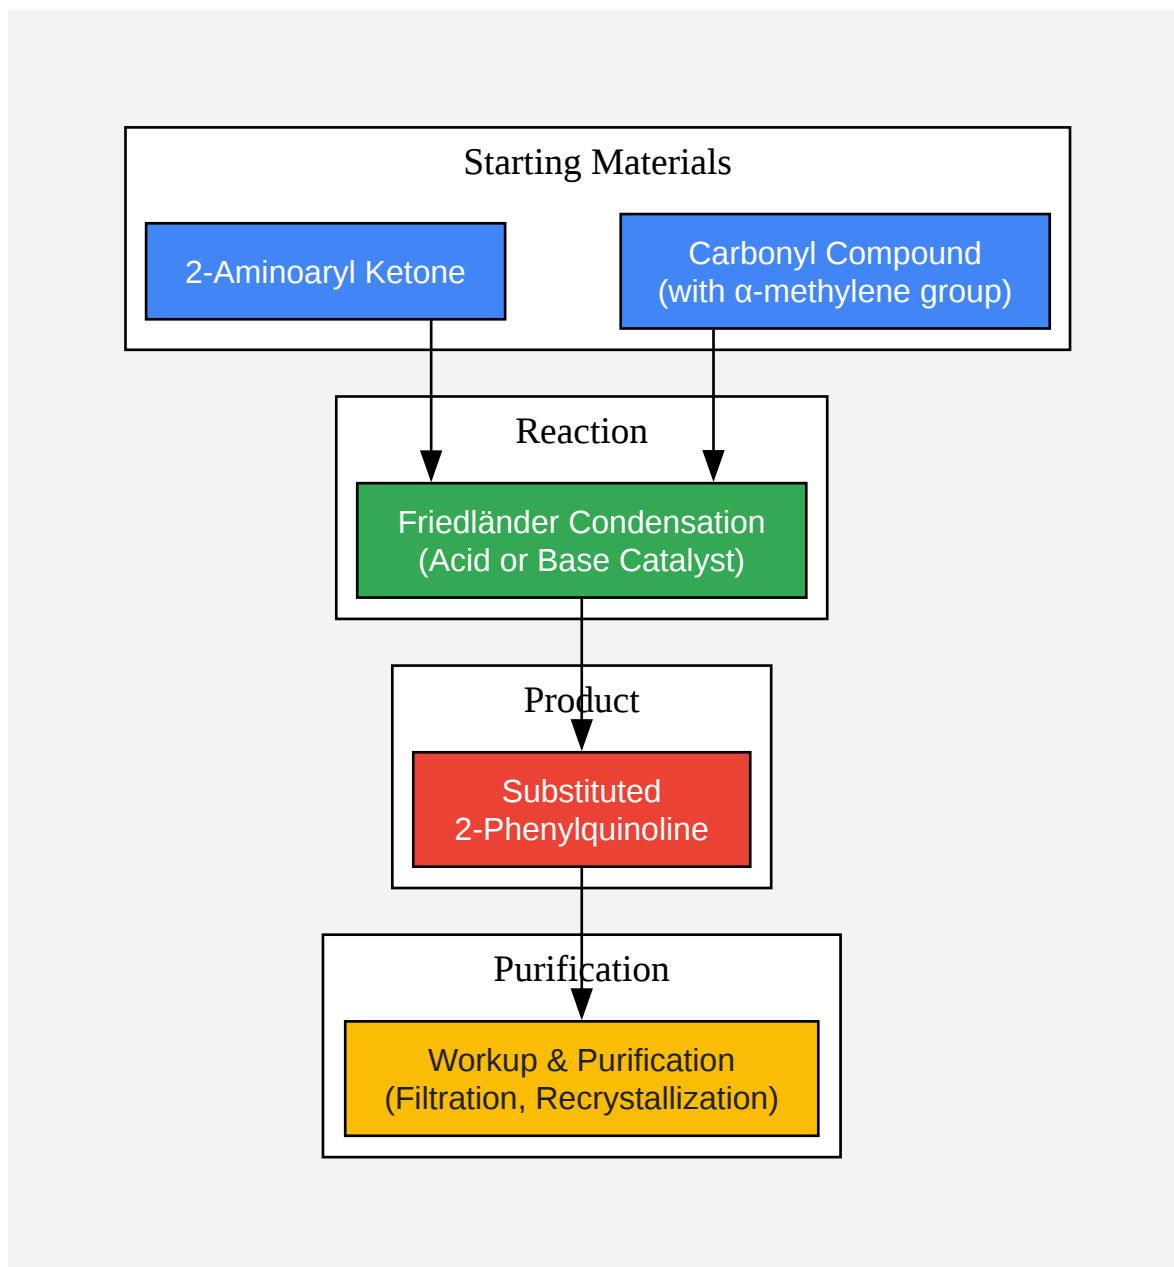 Starting Materials
2-Aminoaryl Ketone
Carbonyl Compound
(with α-methylene group)
Reaction
Friedländer Condensation
(Acid or Base Catalyst)
Product
Substituted
2-Phenylquinoline
Purification
Workup & Purification
(Filtration, Recrystallization)